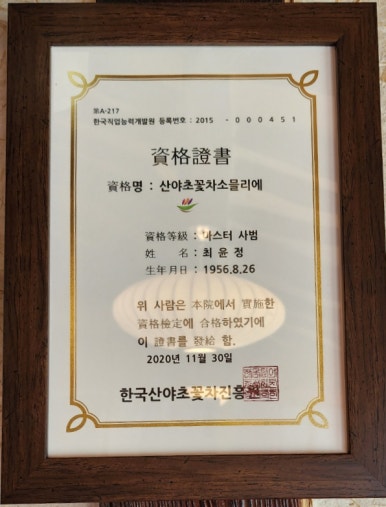 第A-217
한국직업능력개발원 등록번호 : 2015 - 000451
資格證書
資格명 : 산야초꽃차소믈리에
資格等級 : 마스터 사범
姓 名 : 최윤정
生年月日 : 1956.8.26
위 사람은 本院에서 實施한
資格檢定에 合格하였기에
이 證書를 發給 함.
2020년 11월 30일
한국산야초꽃차진흥원